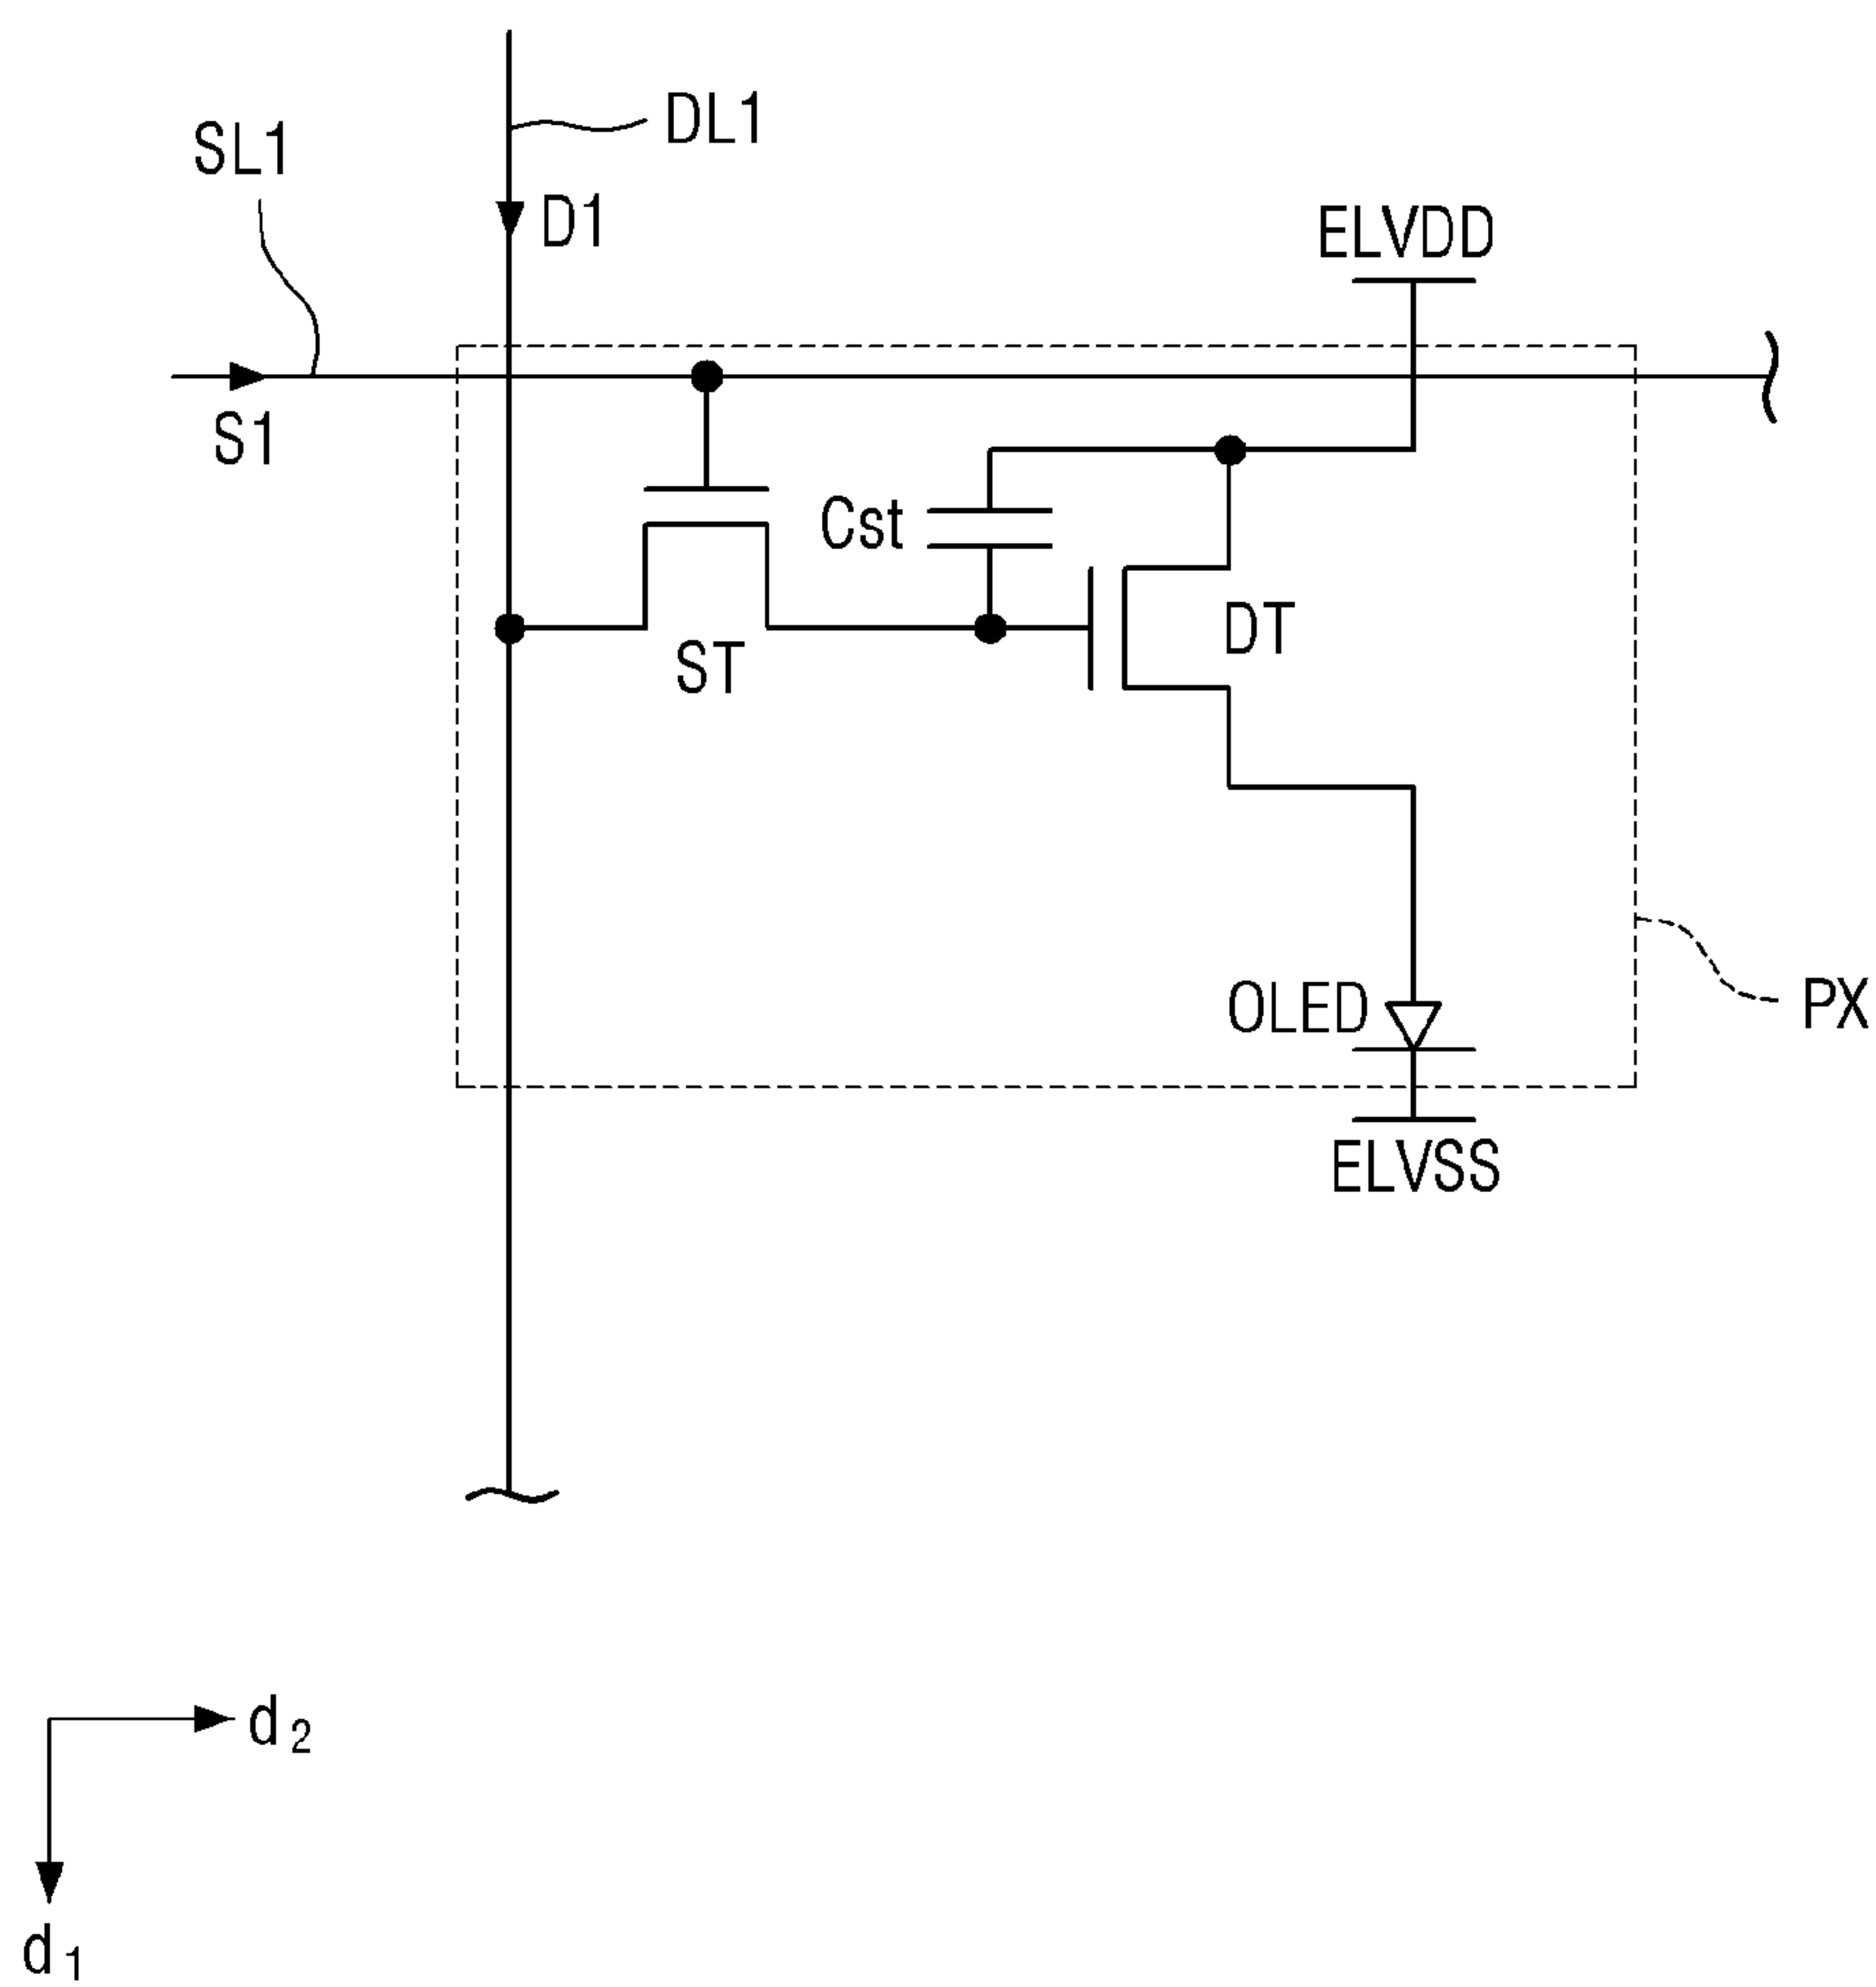 DL1
SL1
D1
ELVDD
S1
Cst
DT
ST
OLED
PX
ELVSS
d2
d1